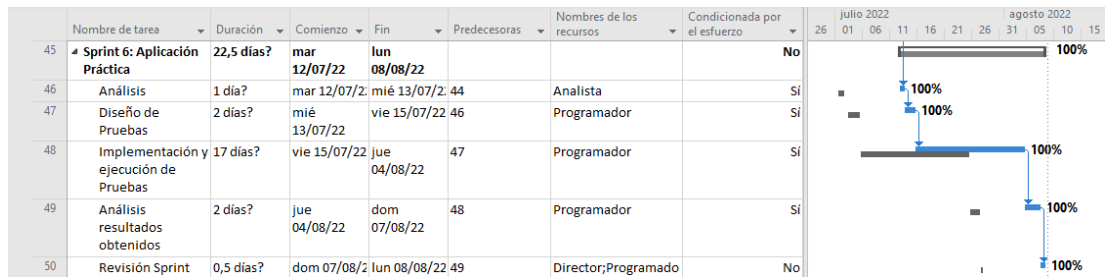 julio 2022 agosto 2022
Nombre de tarea Duración Comienzo Fin Predecesoras Nombres de los recursos Condicionada por el esfuerzo 26 01 06 11 16 21 26 31 05 10 15
45 Sprint 6: Aplicación Práctica 22,5 días? mar 12/07/22 lun 08/08/22 No 100%
46 Análisis 1 día? mar 12/07/2 mié 13/07/2 44 Analista Sí 100%
47 Diseño de Pruebas 2 días? mié 13/07/22 vie 15/07/22 46 Programador Sí 100%
48 Implementación y ejecución de Pruebas 17 días? vie 15/07/22 jue 04/08/22 47 Programador Sí 100%
49 Análisis resultados obtenidos 2 días? jue 04/08/22 dom 07/08/22 48 Programador Sí 100%
50 Revisión Sprint 0,5 días? dom 07/08/2 lun 08/08/22 49 Director;Programado No 100%